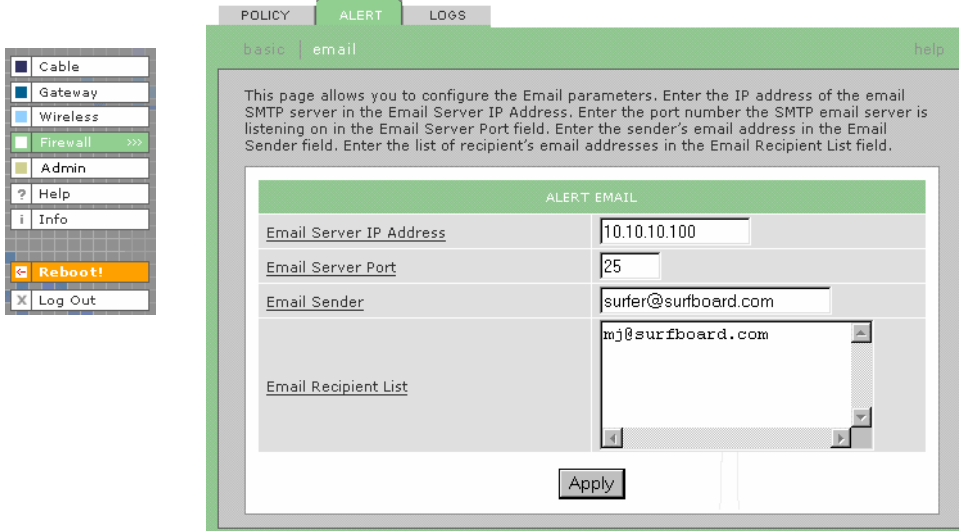 POLICY ALERT LOGS
basic | email help
Cable
Gateway
Wireless
Firewall >>>
Admin
? Help
i Info
Reboot!
X Log Out
This page allows you to configure the Email parameters. Enter the IP address of the email
SMTP server in the Email Server IP Address. Enter the port number the SMTP email server is
listening on in the Email Server Port field. Enter the sender's email address in the Email
Sender field. Enter the list of recipient's email addresses in the Email Recipient List field.
ALERT EMAIL
Email Server IP Address 10.10.10.100
Email Server Port 25
Email Sender surfer@surfboard.com
Email Recipient List mj@surfboard.com
Apply